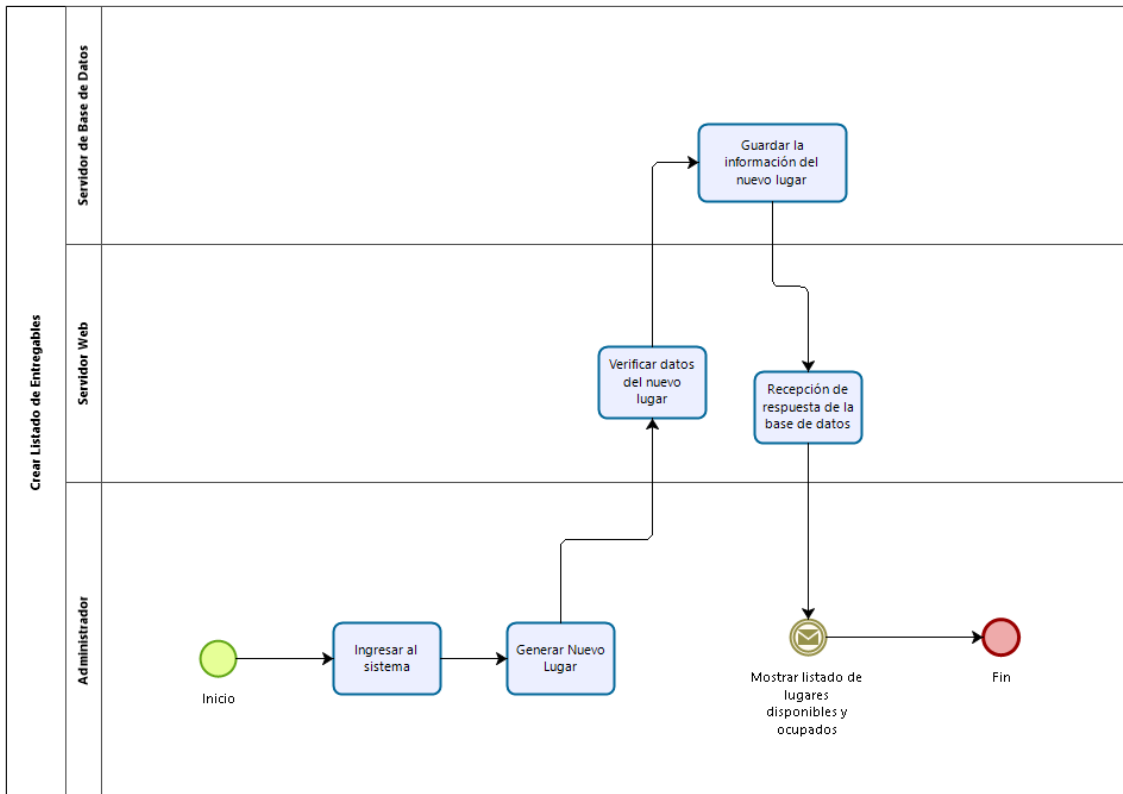 Crear Listado de Entregables
Servidor de Base de Datos
Guardar la
información del
nuevo lugar
Servidor Web
Verificar datos
del nuevo
lugar
Recepción de
respuesta de la
base de datos
Administrador
Inicio
Ingresar al
sistema
Generar Nuevo
Lugar
Mostrar listado de
lugares
disponibles y
ocupados
Fin